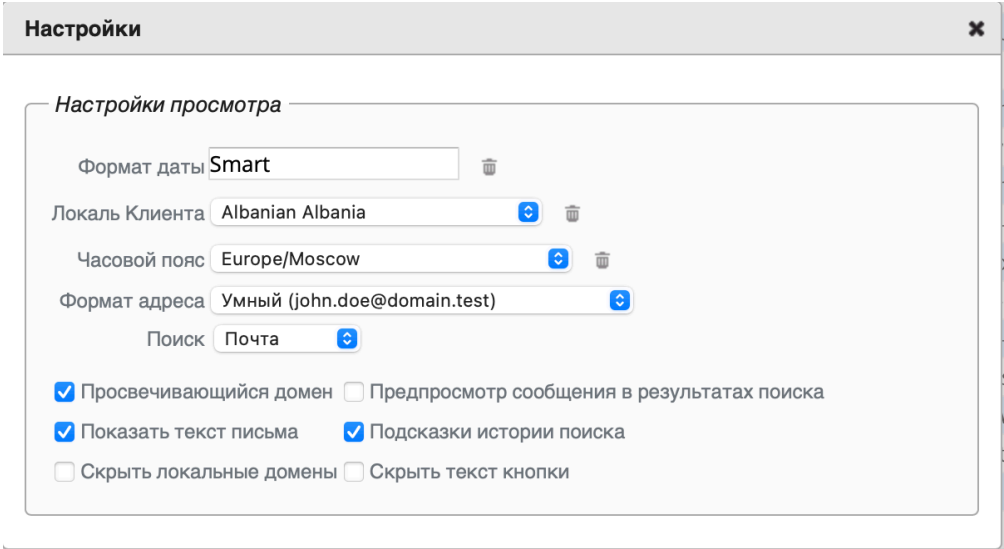 Настройки
Настройки просмотра
Формат даты Smart
Локаль Клиента Albanian Albania
Часовой пояс Europe/Moscow
Формат адреса Умный (john.doe@domain.test)
Поиск Почта
Просвечивающийся домен Предпросмотр сообщения в результатах поиска
Показать текст письма Подсказки истории поиска
Скрыть локальные домены Скрыть текст кнопки